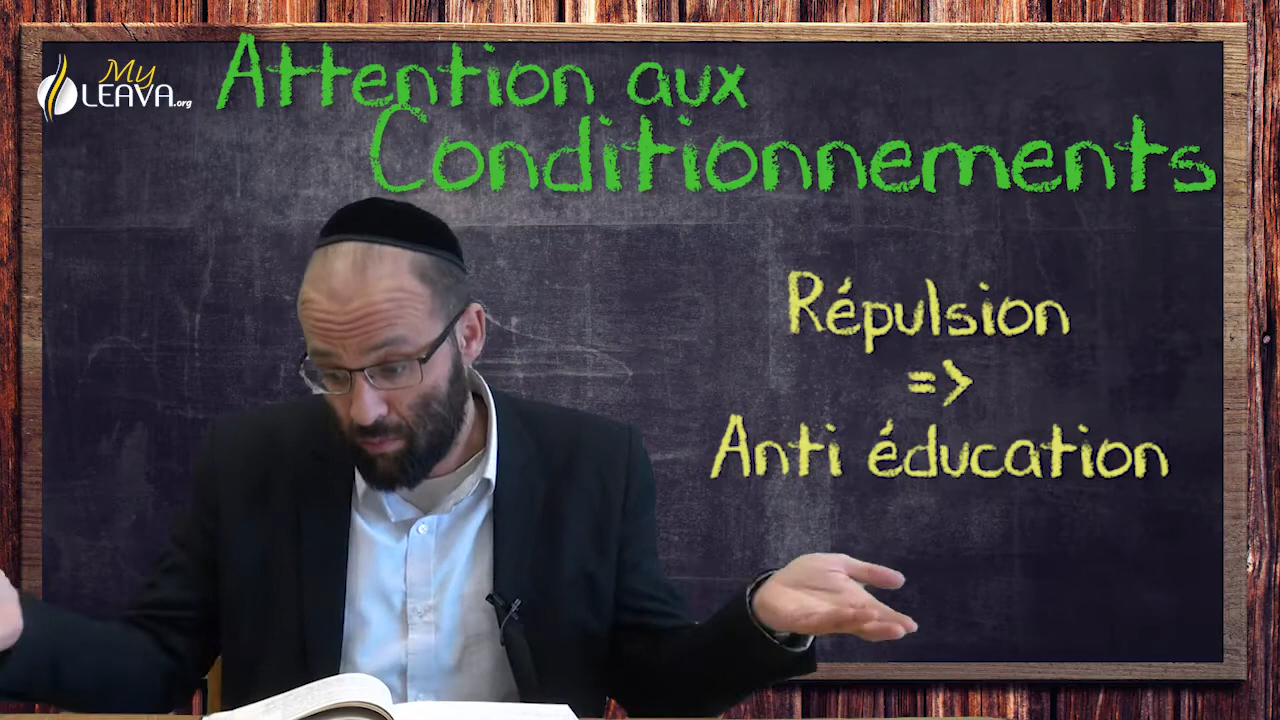 My
LEAVA.org
Attention aux
Conditionnements
Répulsion
=>
Anti éducation